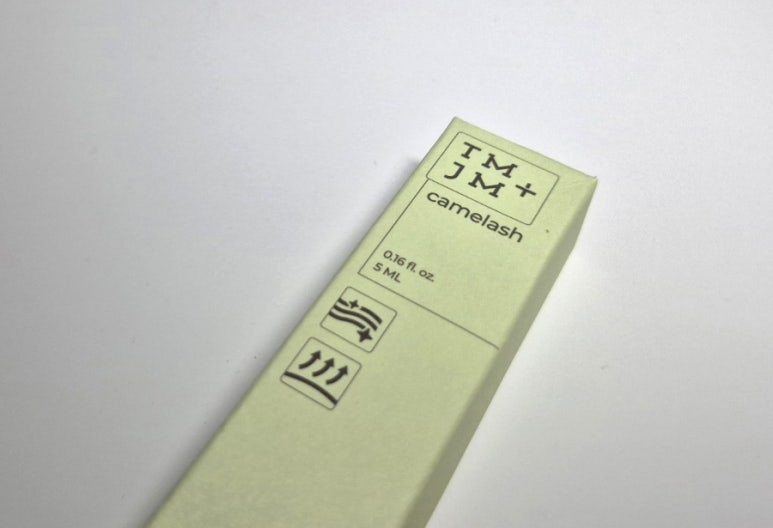 TM
JM+
camelash
0.16 fl. oz.
5 ML